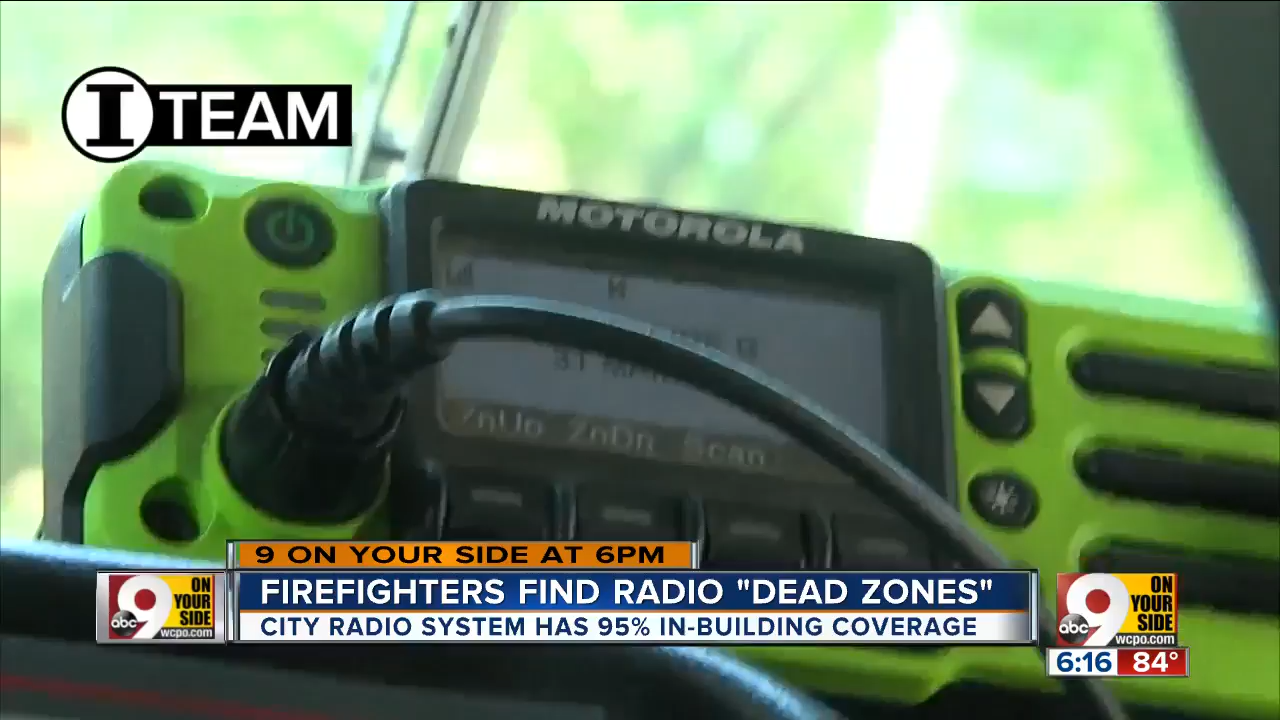 I TEAM
MOTOROLA
H
ZnUp ZnDn Scan
9 ON YOUR SIDE AT 6PM
FIREFIGHTERS FIND RADIO "DEAD ZONES"
CITY RADIO SYSTEM HAS 95% IN-BUILDING COVERAGE
abc 9 ON YOUR SIDE
wcpo.com
abc 9 ON YOUR SIDE
wcpo.com
6:16 84°